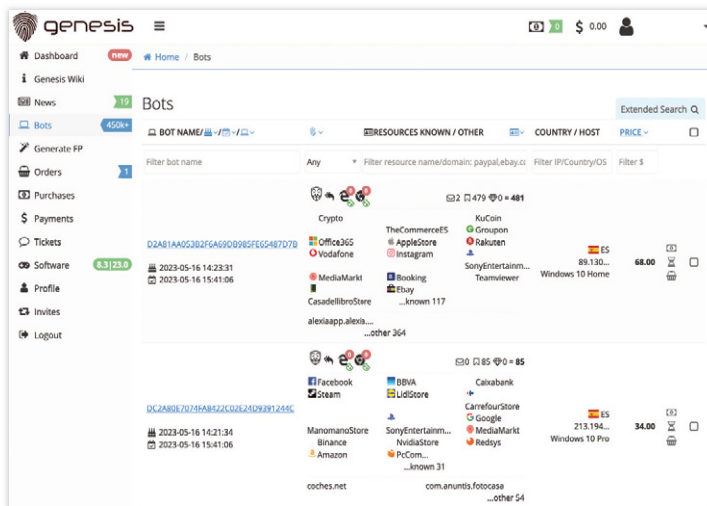 genesis
0
$ 0.00
Dashboard new
Genesis Wiki
News 19
Bots 450k+
Generate FP
Orders 1
Purchases
Payments
Tickets
Software 8.3|23.0
Profile
Invites
Logout
Home / Bots
Bots
Extended Search
BOT NAME/ / / RESOURCES KNOWN / OTHER COUNTRY / HOST PRICE
Filter bot name Any Filter resource name/domain: paypal,ebay.cc Filter IP/Country/OS Filter $
2 479 0 = 481
Crypto TheCommerceES KuCoin
Office365 AppleStore Groupon
Vodafone Instagram Rakuten
MediaMarkt Booking SonyEntertainm...
CasadellibroStore Ebay Teamviewer
...known 117
alexiaapp.alexia....
...other 364
D2A81AA053B2F6A69DB985FE65487D7B
2023-05-16 14:23:31
2023-05-16 15:41:06
ES
89.130...
Windows 10 Home
68.00
0 85 0 = 85
Facebook BBVA Caixabank
Steam LidlStore CarrefourStore
ManomanoStore SonyEntertainm... Google
Binance NvidiaStore MediaMarkt
Amazon PcCom... Redsys
...known 31
coches.net com.anuntis.fotocasa
...other 54
DC2A80E7074FA8422C02E24D9391244C
2023-05-16 14:21:34
2023-05-16 15:41:06
ES
213.194...
Windows 10 Pro
34.00